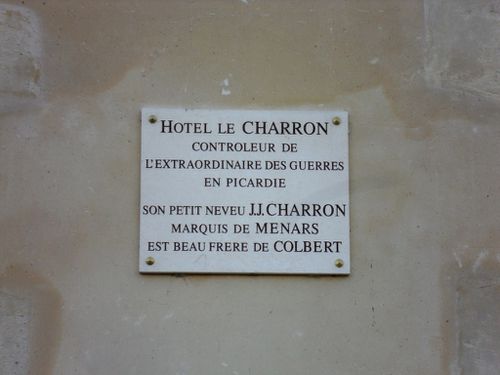 HOTEL LE CHARRON
CONTROLEUR DE
L'EXTRAORDINAIRE DES GUERRES
EN PICARDIE
SON PETIT NEVEU J.J.CHARRON
MARQUIS DE MENARS
EST BEAU FRERE DE COLBERT